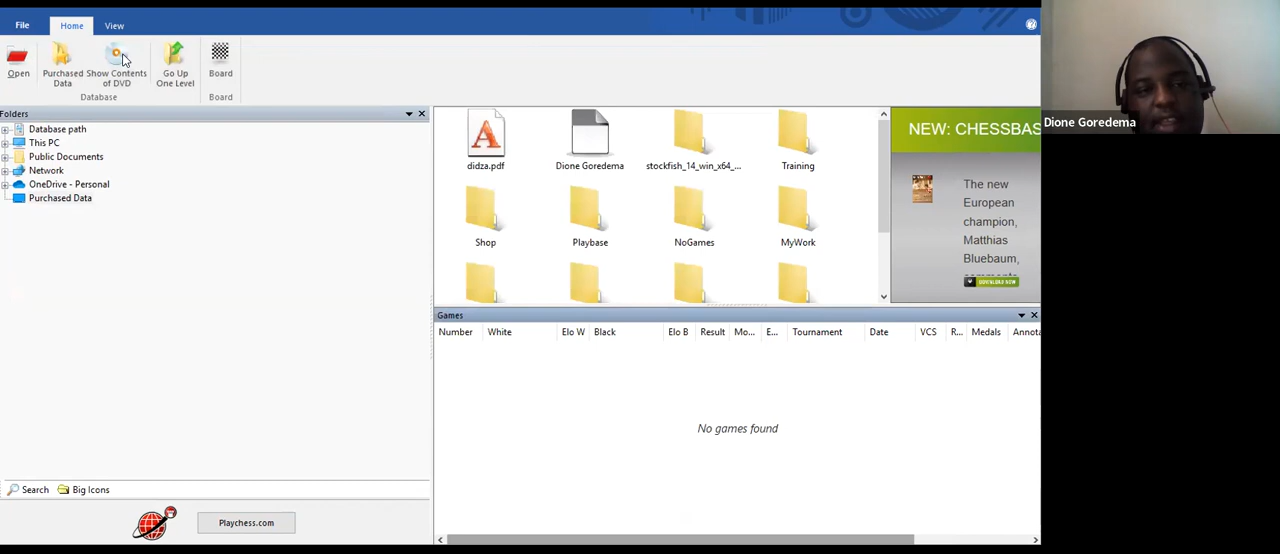 File Home View
Open
Purchased Data
Show Contents of DVD
Go Up One Level
Board
Database
Board
Dione Goredema
Folders
Database path
This PC
Public Documents
Network
OneDrive - Personal
Purchased Data
didza.pdf
Dione Goredema
stockfish_14_win_x64_...
Training
Shop
Playbase
NoGames
MyWork
NEW: CHESSBAS
The new
European
champion,
Matthias
Bluebaum,
DOWNLOAD NOW
Games
Number White Elo W Black Elo B Result Mo... E... Tournament Date VCS R... Medals Annota
No games found
Search Big Icons
Playchess.com